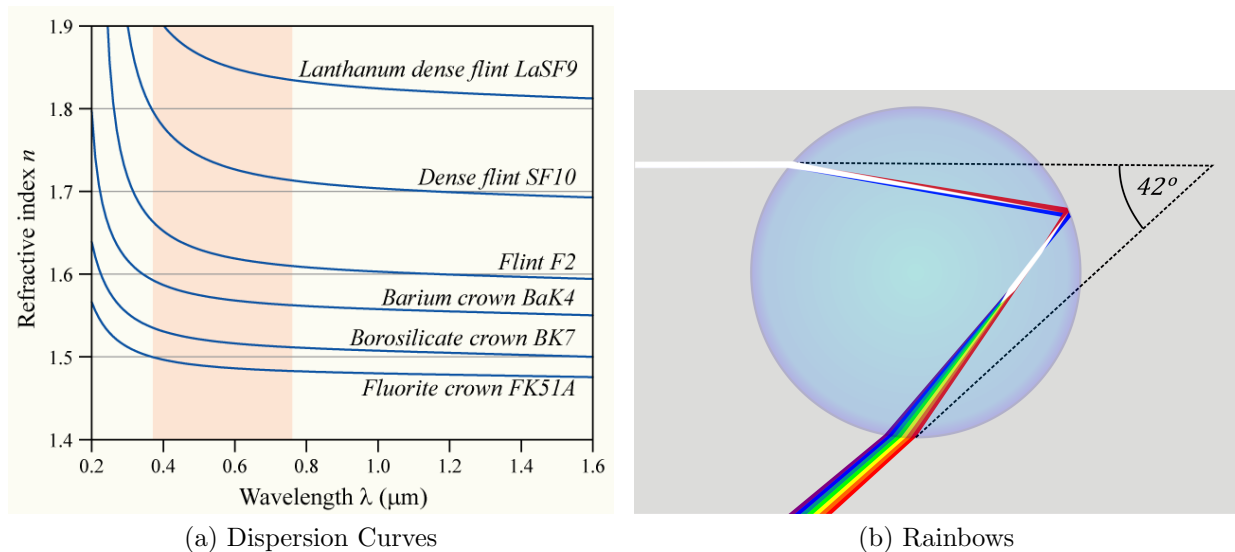 1.9
1.8
1.7
1.6
1.5
1.4
Refractive index n
Lanthanum dense flint LaSF9
Dense flint SF10
Flint F2
Barium crown BaK4
Borosilicate crown BK7
Fluorite crown FK51A
0.2 0.4 0.6 0.8 1.0 1.2 1.4 1.6
Wavelength λ (μm)
(a) Dispersion Curves
42º
(b) Rainbows